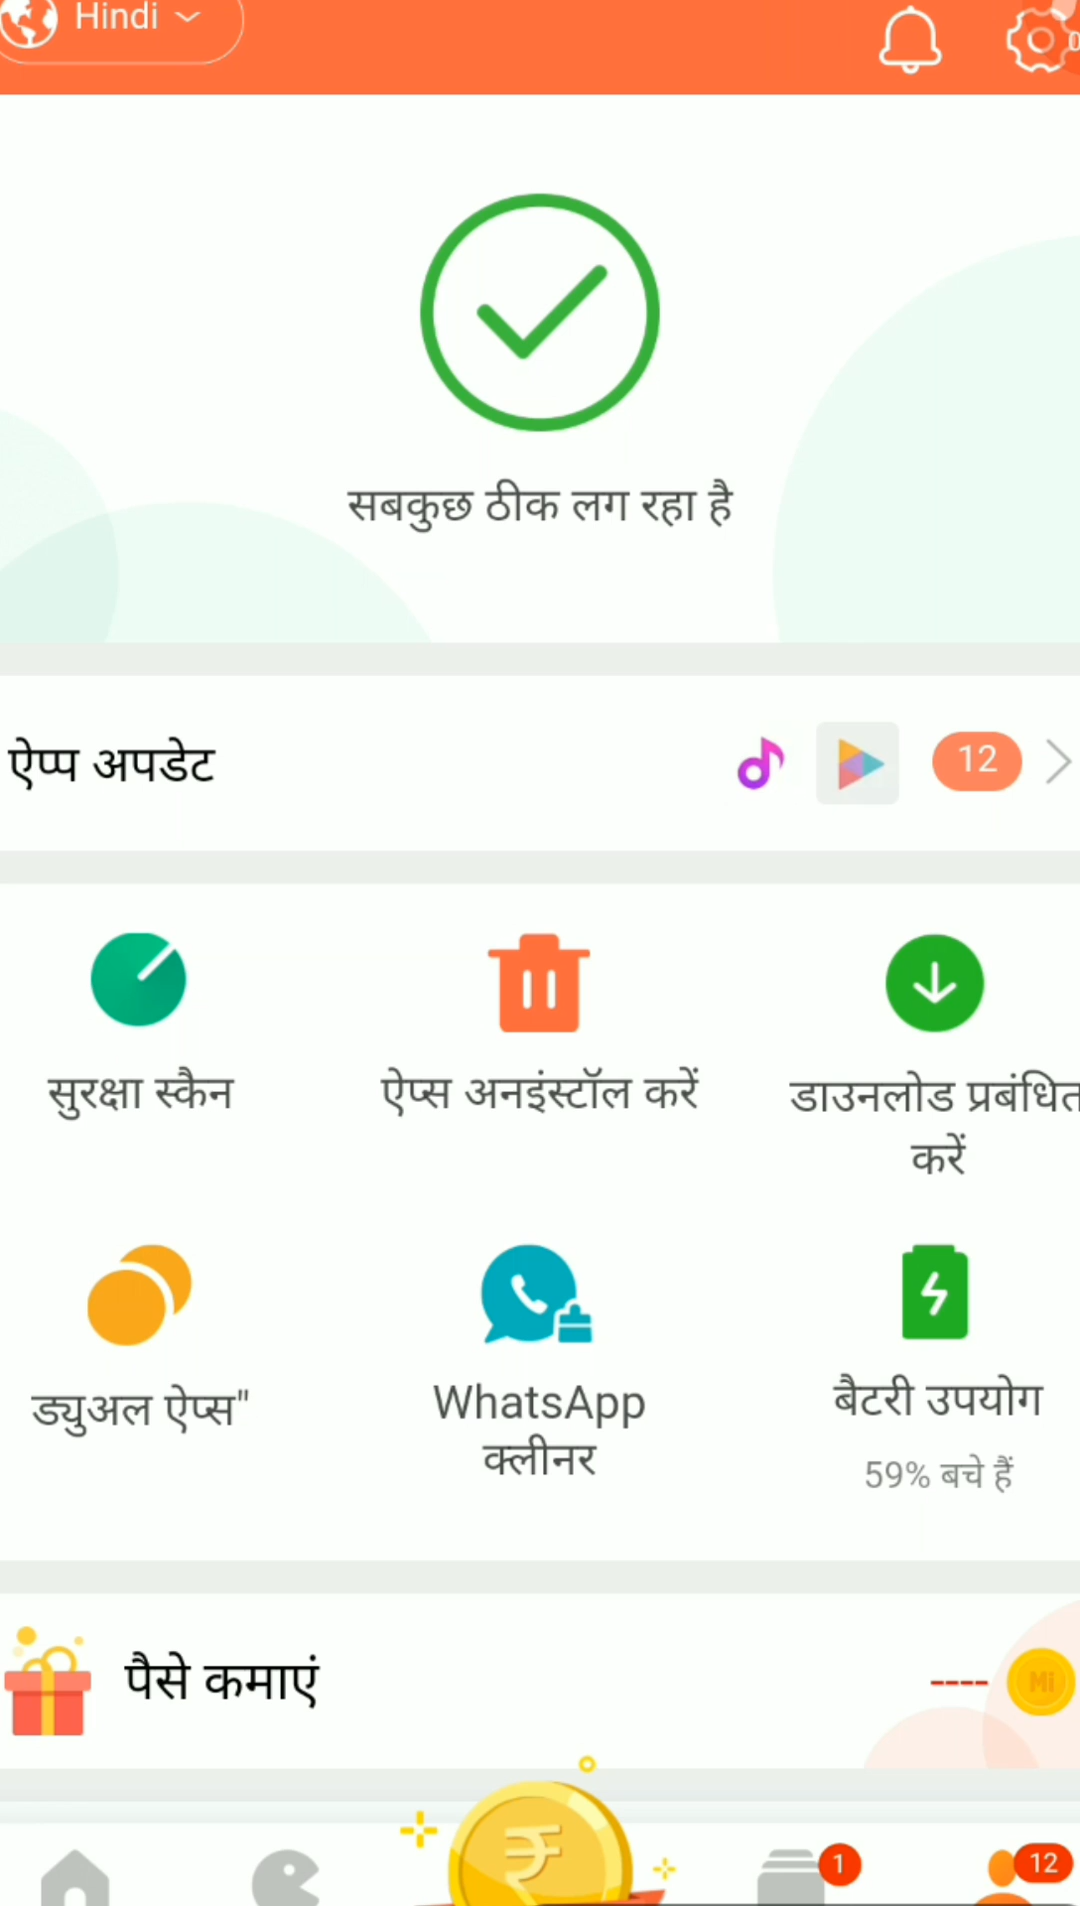 Hindi
सबकुछ ठीक लग रहा है
ऐप्प अपडेट
12
सुरक्षा स्कैन
ऐप्स अनइंस्टॉल करें
डाउनलोड प्रबंधित
करें
ड्युअल ऐप्स"
WhatsApp
क्लीनर
बैटरी उपयोग
59% बचे हैं
पैसे कमाएं
----
Mi
₹
1
12